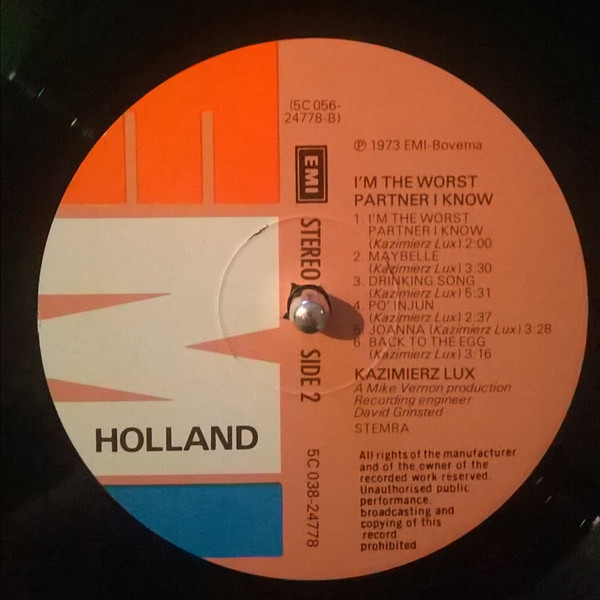 (5C 056-
24778-B)
EMI
STEREO SIDE 2
5C 038-24778
HOLLAND
℗ 1973 EMI-Bovema
I'M THE WORST
PARTNER I KNOW
1. I'M THE WORST
PARTNER I KNOW
(Kazimierz Lux) 2:00
2. MAYBELLE
(Kazimierz Lux) 3:30
3. DRINKING SONG
(Kazimierz Lux) 5:31
4. PO' INJUN
(Kazimierz Lux) 2:37
5. JOANNA (Kazimierz Lux) 3:28
6. BACK TO THE EGG
(Kazimierz Lux) 3:16
KAZIMIERZ LUX
A Mike Vernon production
Recording engineer
David Grinsted
STEMRA
All rights of the manufacturer
and of the owner of the
recorded work reserved.
Unauthorised public
performance,
broadcasting and
copying of this
record
prohibited